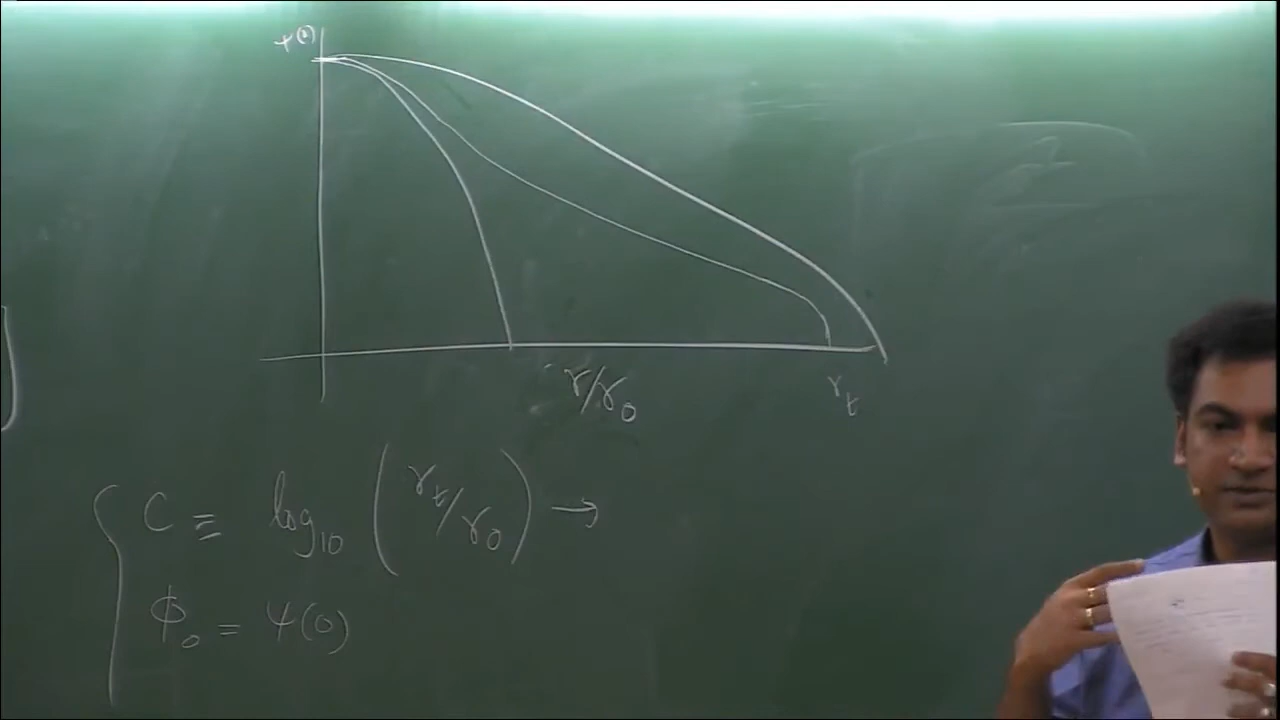 r/r₀
r_t
C ≡ log₁₀ (r_t/r₀) →
ϕ₀ = ψ(0)